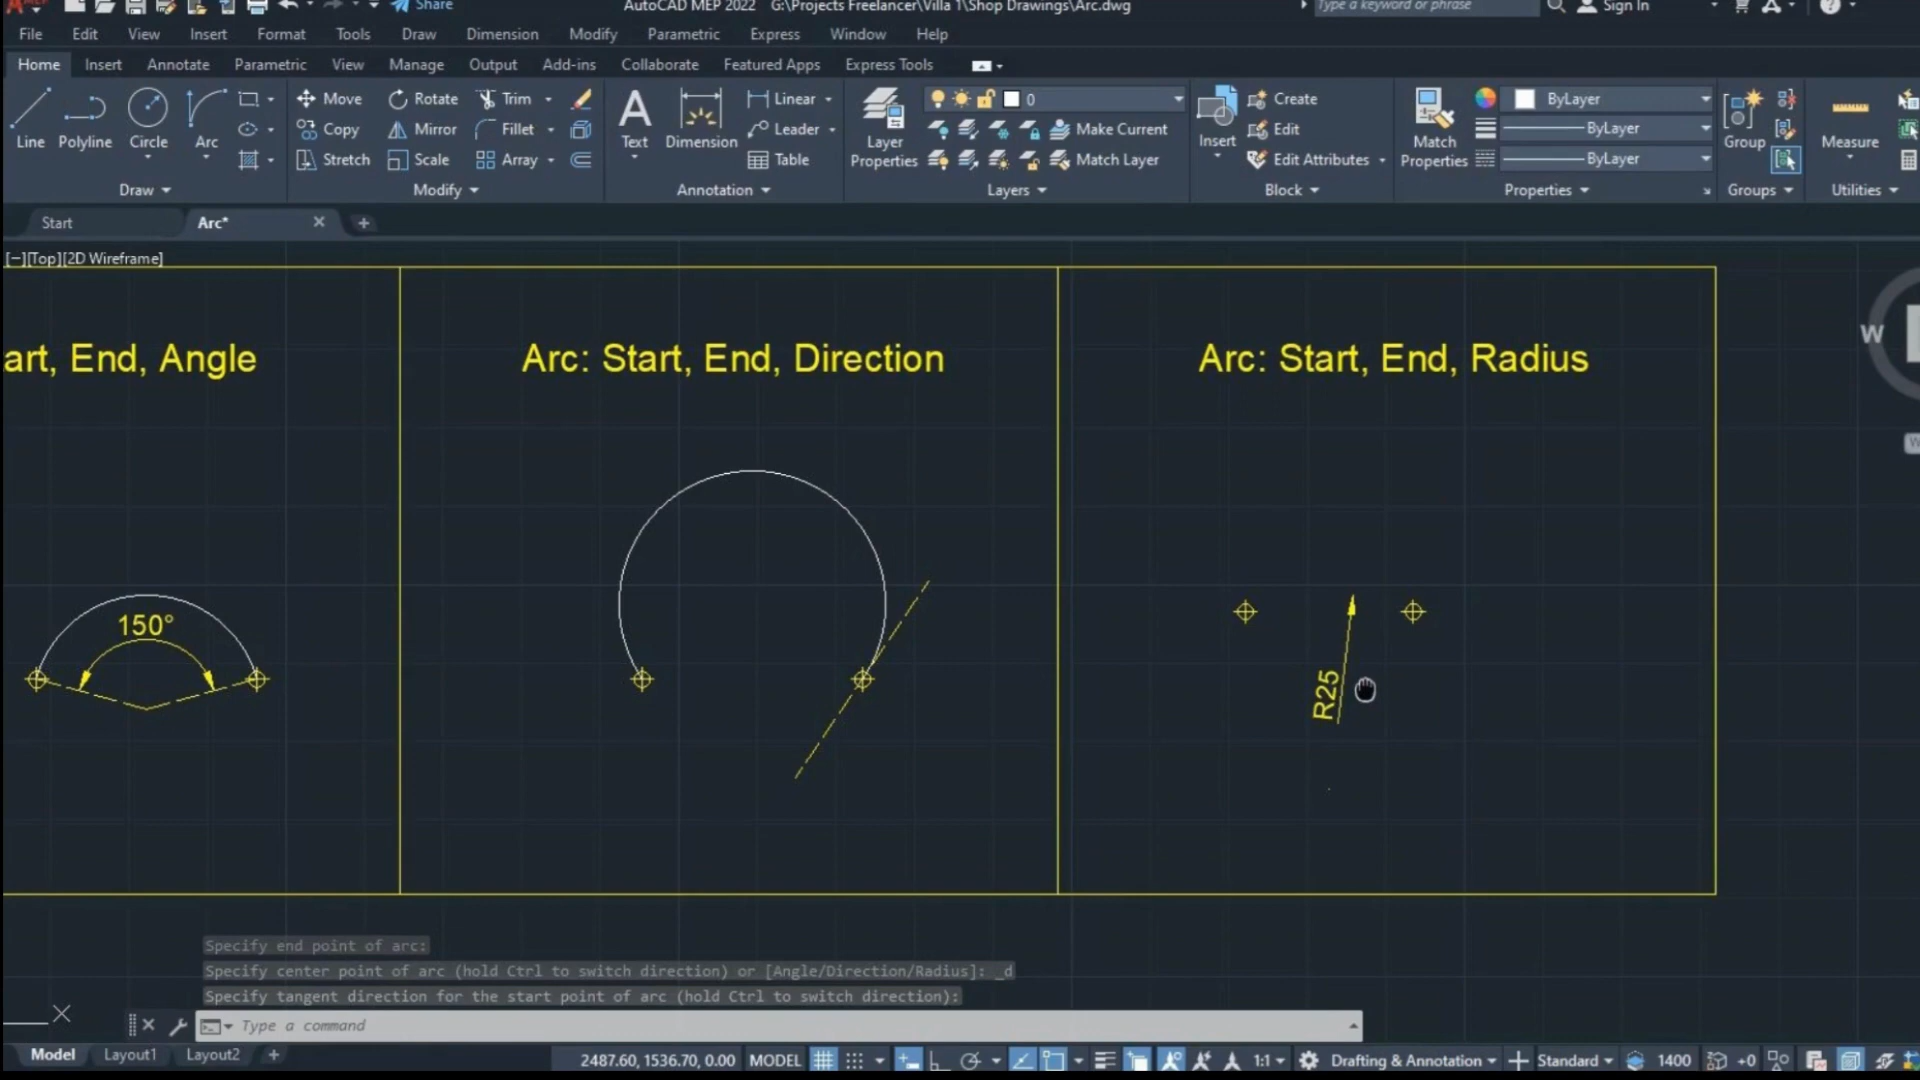 Share
AutoCAD MEP 2022 G:\Projects Freelancer\Villa 1\Shop Drawings\Arc.dwg
Type a keyword or phrase
Sign In
File Edit View Insert Format Tools Draw Dimension Modify Parametric Express Window Help
Home Insert Annotate Parametric View Manage Output Add-ins Collaborate Featured Apps Express Tools
Line Polyline Circle Arc
Move Rotate Trim
Copy Mirror Fillet
Stretch Scale Array
Text Dimension
Linear
Leader
Table
Layer Properties
0
Make Current
Match Layer
Insert
Create
Edit
Edit Attributes
Match Properties
ByLayer
ByLayer
ByLayer
Group
Measure
Draw Modify Annotation Layers Block Properties Groups Utilities
Start Arc*
[−][Top][2D Wireframe]
art, End, Angle
Arc: Start, End, Direction
Arc: Start, End, Radius
W
150°
R25
Specify end point of arc:
Specify center point of arc (hold Ctrl to switch direction) or [Angle/Direction/Radius]: _d
Specify tangent direction for the start point of arc (hold Ctrl to switch direction):
Type a command
Model Layout1 Layout2
2487.60, 1536.70, 0.00 MODEL 1:1 Drafting & Annotation Standard 1400 +0